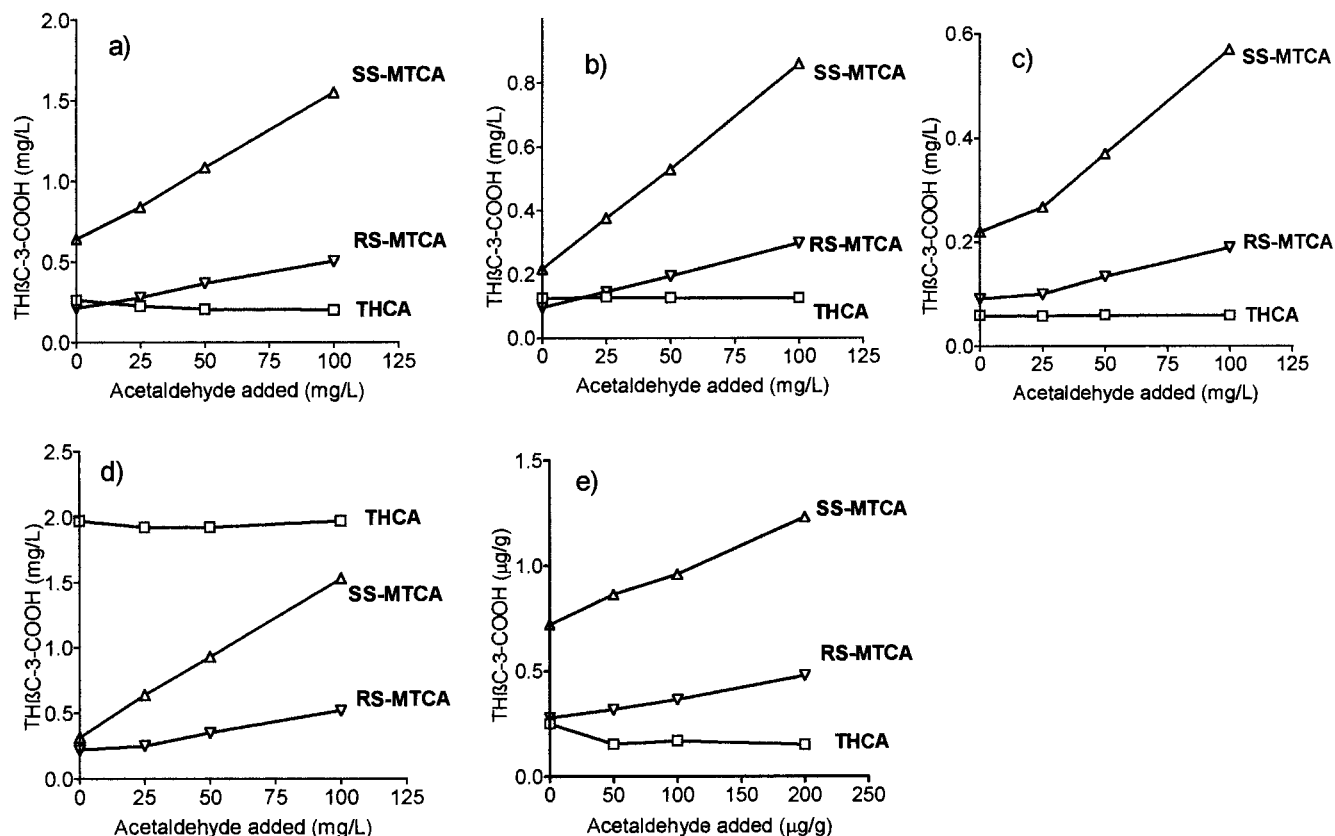 a)
THßC-3-COOH (mg/L)
2.0
1.5
1.0
0.5
0.0
SS-MTCA
RS-MTCA
THCA
0 25 50 75 100 125
Acetaldehyde added (mg/L)
b)
THßC-3-COOH (mg/L)
0.8
0.6
0.4
0.2
0.0
SS-MTCA
RS-MTCA
THCA
0 25 50 75 100 125
Acetaldehyde added (mg/L)
c)
THßC-3-COOH (mg/L)
0.6
0.4
0.2
0.0
SS-MTCA
RS-MTCA
THCA
0 25 50 75 100 125
Acetaldehyde added (mg/L)
d)
THßC-3-COOH (mg/L)
2.5
2.0
1.5
1.0
0.5
0.0
THCA
SS-MTCA
RS-MTCA
0 25 50 75 100 125
Acetaldehyde added (mg/L)
e)
THßC-3-COOH (µg/g)
1.5
1.0
0.5
0.0
SS-MTCA
RS-MTCA
THCA
0 50 100 150 200 250
Acetaldehyde added (µg/g)